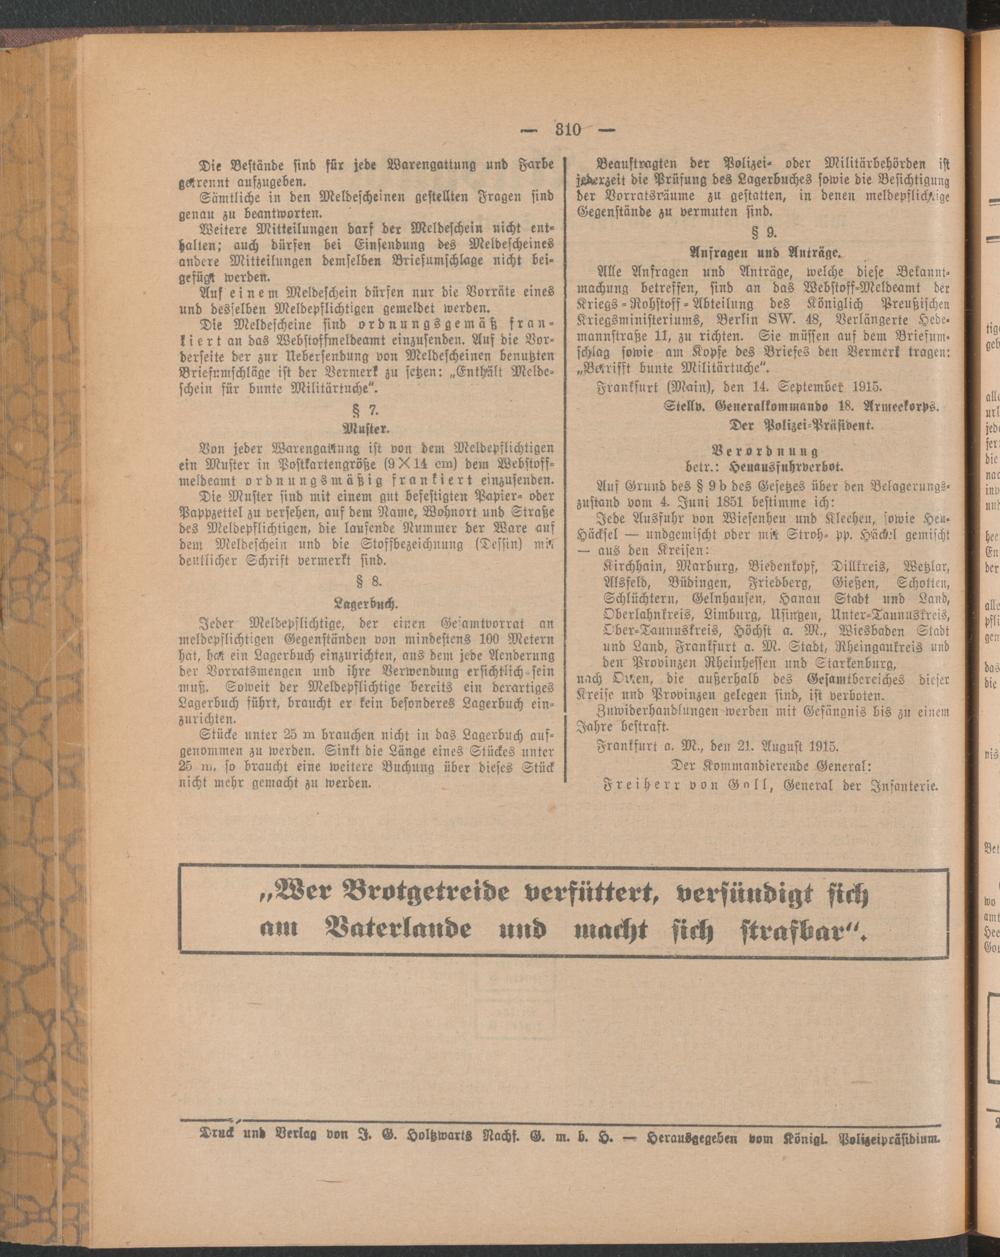 — 310 —
Die Bestände sind für jede Warengattung und Farbe
getrennt aufzugeben.
Sämtliche in den Meldescheinen gestellten Fragen sind
genau zu beantworten.
Weitere Mitteilungen darf der Meldeschein nicht ent-
halten; auch dürfen bei Einsendung des Meldescheines
andere Mitteilungen demselben Briefumschlage nicht bei-
gefügt werden.
Auf einem Meldeschein dürfen nur die Vorräte eines
und desselben Meldepflichtigen gemeldet werden.
Die Meldescheine sind ordnungsgemäß fran-
kiert an das Webstoffmeldeamt einzusenden. Auf die Vor-
derseite der zur Uebersendung von Meldescheinen benutzten
Briefumschläge ist der Vermerk zu setzen: „Enthält Melde-
schein für bunte Militärtuche“.
§ 7.
Muster.
Von jeder Warengattung ist von dem Meldepflichtigen
ein Muster in Postkartengröße (9×14 cm) dem Webstoff-
meldeamt ordnungsmäßig frankiert einzusenden.
Die Muster sind mit einem gut befestigten Papier- oder
Pappzettel zu versehen, auf dem Name, Wohnort und Straße
des Meldepflichtigen, die laufende Nummer der Ware auf
dem Meldeschein und die Stoffbezeichnung (Dessin) mit
deutlicher Schrift vermerkt sind.
§ 8.
Lagerbuch.
Jeder Meldepflichtige, der einen Gesamtvorrat an
meldepflichtigen Gegenständen von mindestens 100 Metern
hat, hat ein Lagerbuch einzurichten, aus dem jede Aenderung
der Vorratsmengen und ihre Verwendung ersichtlich sein
muß. Soweit der Meldepflichtige bereits ein derartiges
Lagerbuch führt, braucht er kein besonderes Lagerbuch ein-
zurichten.
Stücke unter 25 m brauchen nicht in das Lagerbuch auf-
genommen zu werden. Sinkt die Länge eines Stückes unter
25 m, so braucht eine weitere Buchung über dieses Stück
nicht mehr gemacht zu werden.
Beauftragten der Polizei- oder Militärbehörden ist
jederzeit die Prüfung des Lagerbuches sowie die Besichtigung
der Vorratsräume zu gestatten, in denen meldepflichtige
Gegenstände zu vermuten sind.
§ 9.
Anfragen und Anträge.
Alle Anfragen und Anträge, welche diese Bekannt-
machung betreffen, sind an das Webstoff-Meldeamt der
Kriegs-Rohstoff-Abteilung des Königlich Preußischen
Kriegsministeriums, Berlin SW. 48, Verlängerte Hede-
mannstraße 11, zu richten. Sie müssen auf dem Briefum-
schlag sowie am Kopfe des Briefes den Vermerk tragen:
„Betrifft bunte Militärtuche“.
Frankfurt (Main), den 14. September 1915.
Stellv. Generalkommando 18. Armeekorps.
Der Polizei-Präsident.
Verordnung
betr.: Heuausfuhrverbot.
Auf Grund des § 9 b des Gesetzes über den Belagerungs-
zustand vom 4. Juni 1851 bestimme ich:
Jede Ausfuhr von Wiesenheu und Kleeheu, sowie Heu-
Häcksel — undgemischt oder mit Stroh- pp. Häcksel gemischt
— aus den Kreisen:
Kirchhain, Marburg, Biedenkopf, Dillkreis, Wetzlar,
Alsfeld, Büdingen, Friedberg, Gießen, Schotten,
Schlüchtern, Gelnhausen, Hanau Stadt und Land,
Oberlahnkreis, Limburg, Usingen, Unter-Taunuskreis,
Ober-Taunuskreis, Höchst a. M., Wiesbaden Stadt
und Land, Frankfurt a. M. Stadt, Rheingaukreis und
den Provinzen Rheinhessen und Starkenburg,
nach Orten, die außerhalb des Gesamtbereiches dieser
Kreise und Provinzen gelegen sind, ist verboten.
Zuwiderhandlungen werden mit Gefängnis bis zu einem
Jahre bestraft.
Frankfurt a. M., den 21. August 1915.
Der Kommandierende General:
Freiherr von Gall, General der Infanterie.
„Wer Brotgetreide verfüttert, versündigt sich
am Vaterlande und macht sich strafbar“.
Druck und Verlag von J. G. Holtzwarts Nachf. G. m. b. H. — Herausgegeben vom Königl. Polizeipräsidium.